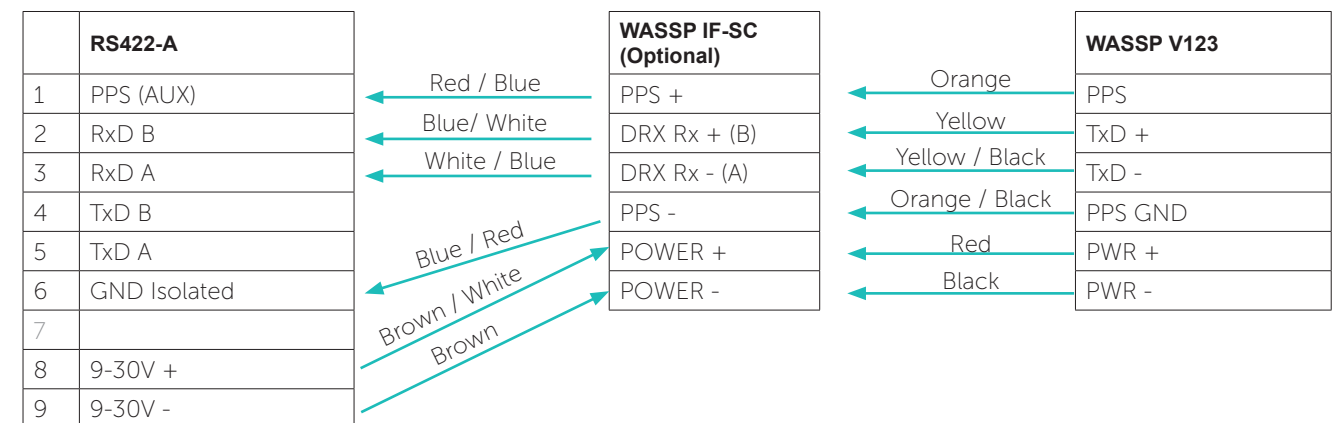 RS422-A
WASSP IF-SC
(Optional)
WASSP V123
1 PPS (AUX) Red / Blue PPS + Orange PPS
2 RxD B Blue/ White DRX Rx + (B) Yellow TxD +
3 RxD A White / Blue DRX Rx - (A) Yellow / Black TxD -
4 TxD B PPS - Orange / Black PPS GND
5 TxD A Blue / Red POWER + Red PWR +
6 GND Isolated Brown / White POWER - Black PWR -
7 Brown
8 9-30V +
9 9-30V -